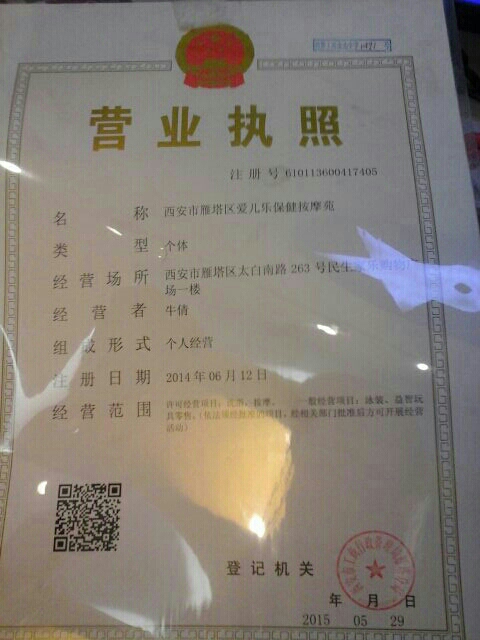 营业执照
注册号 610113600417405
名称 西安市雁塔区爱儿乐保健按摩苑
类型 个体
经营场所 西安市雁塔区太白南路 263 号民生家乐购物广
场一楼
经营者 牛倩
组成形式 个人经营
注册日期 2014 年 06 月 12 日
经营范围 许可经营项目：洗浴、按摩。 一般经营项目：泳装、益智玩
具零售。（依法须经批准的项目，经相关部门批准后方可开展经营
活动）
登记机关
年 月 日
2015 05 29